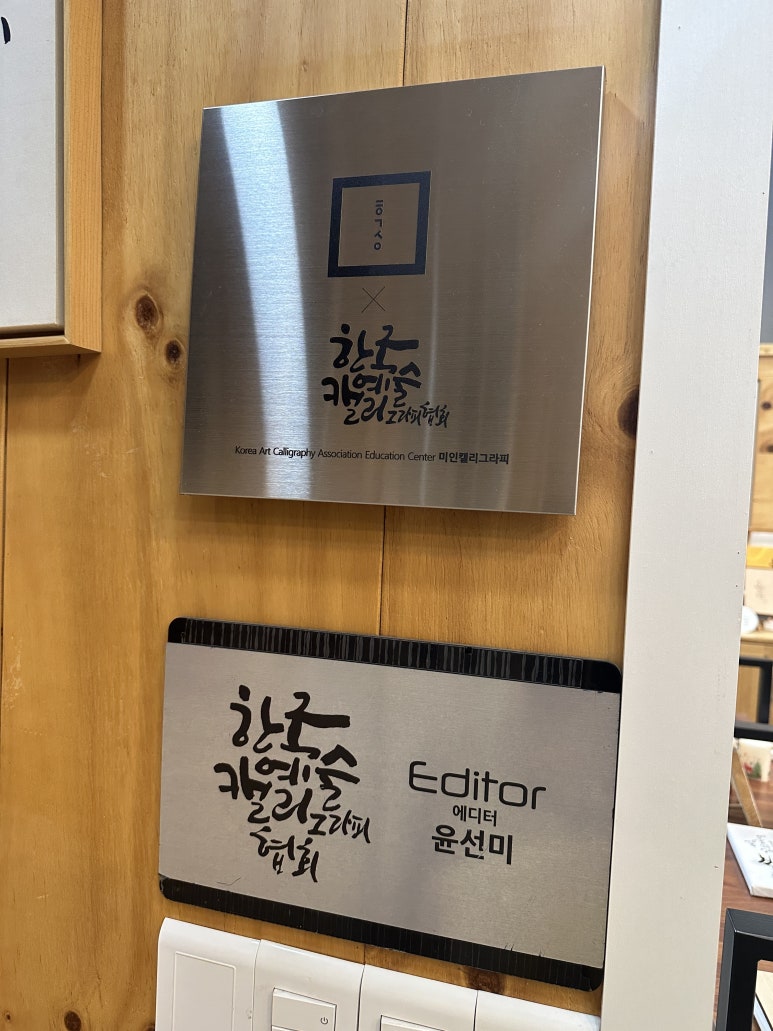 흑심
×
한국
예술
캘리그라피협회
Korea Art Calligraphy Association Education Center 미인캘리그라피
한국
예술
캘리그라피
협회
Editor
에디터
윤선미